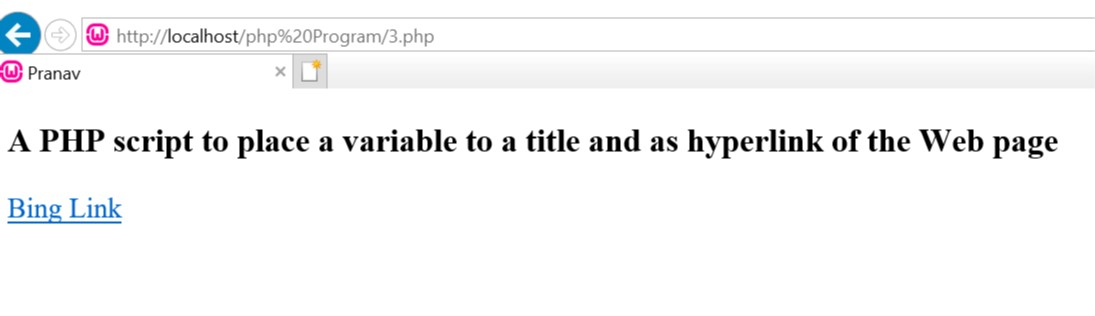 http://localhost/php%20Program/3.php
Pranav
A PHP script to place a variable to a title and as hyperlink of the Web page
Bing Link